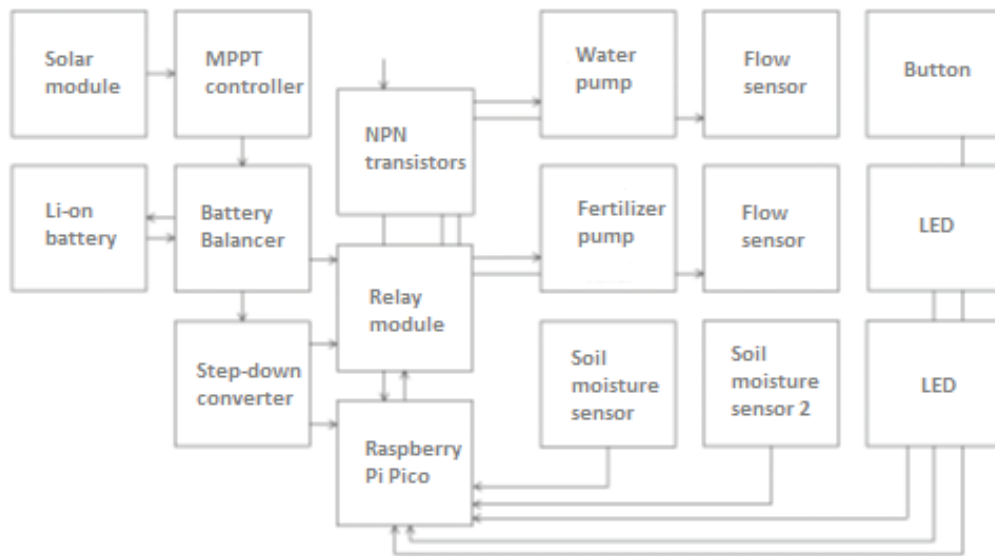 Solar
module
MPPT
controller
NPN
transistors
Water
pump
Flow
sensor
Button
Li-on
battery
Battery
Balancer
Fertilizer
pump
Flow
sensor
LED
Relay
module
Step-down
converter
Soil
moisture
sensor
Soil
moisture
sensor 2
LED
Raspberry
Pi Pico